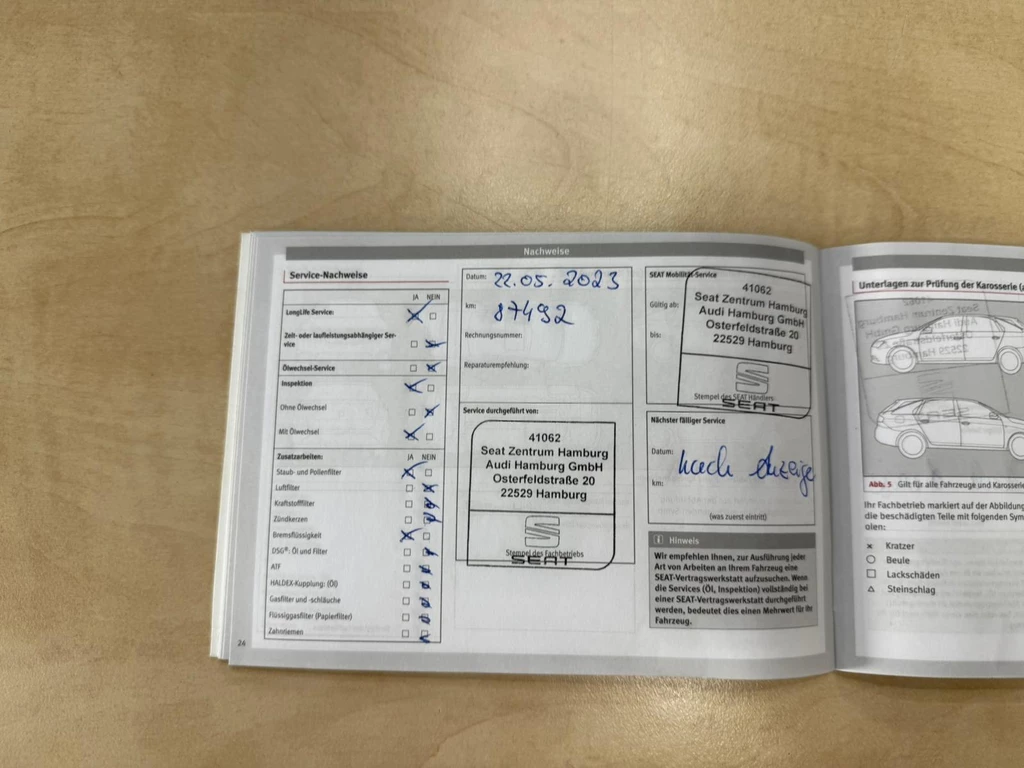 Nachweise
Service-Nachweise
JA NEIN
LongLife Service:
Zeit- oder laufleistungsabhängiger Ser-
vice
Ölwechsel-Service
Inspektion
Ohne Ölwechsel
Mit Ölwechsel
Zusatzarbeiten: JA NEIN
Staub- und Pollenfilter
Luftfilter
Kraftstofffilter
Zündkerzen
Bremsflüssigkeit
DSG®: Öl und Filter
ATF
HALDEX-Kupplung: (Öl)
Gasfilter und -schläuche
Flüssiggasfilter (Papierfilter)
Zahnriemen
24
Datum: 22.05.2023
km: 87492
Rechnungsnummer:
Reparaturempfehlung:
Service durchgeführt von:
41062
Seat Zentrum Hamburg
Audi Hamburg GmbH
Osterfeldstraße 20
22529 Hamburg
Stempel des Fachbetriebs
SEAT
SEAT Mobilität-Service
Gültig ab:
bis:
41062
Seat Zentrum Hamburg
Audi Hamburg GmbH
Osterfeldstraße 20
22529 Hamburg
Stempel des SEAT Händlers:
SEAT
Nächster fälliger Service
Datum: nach Anzeige
km:
(was zuerst eintritt)
Hinweis
Wir empfehlen Ihnen, zur Ausführung jeder
Art von Arbeiten an Ihrem Fahrzeug eine
SEAT-Vertragswerkstatt aufzusuchen. Wenn
die Services (Öl, Inspektion) vollständig bei
einer SEAT-Vertragswerkstatt durchgeführt
werden, bedeutet dies einen Mehrwert für Ihr
Fahrzeug.
Unterlagen zur Prüfung der Karosserie
Abb. 5 Gilt für alle Fahrzeuge und
Ihr Fachbetrieb markiert auf der
die beschädigten Teile mit folgenden
olen:
× Kratzer
○ Beule
□ Lackschäden
△ Steinschlag